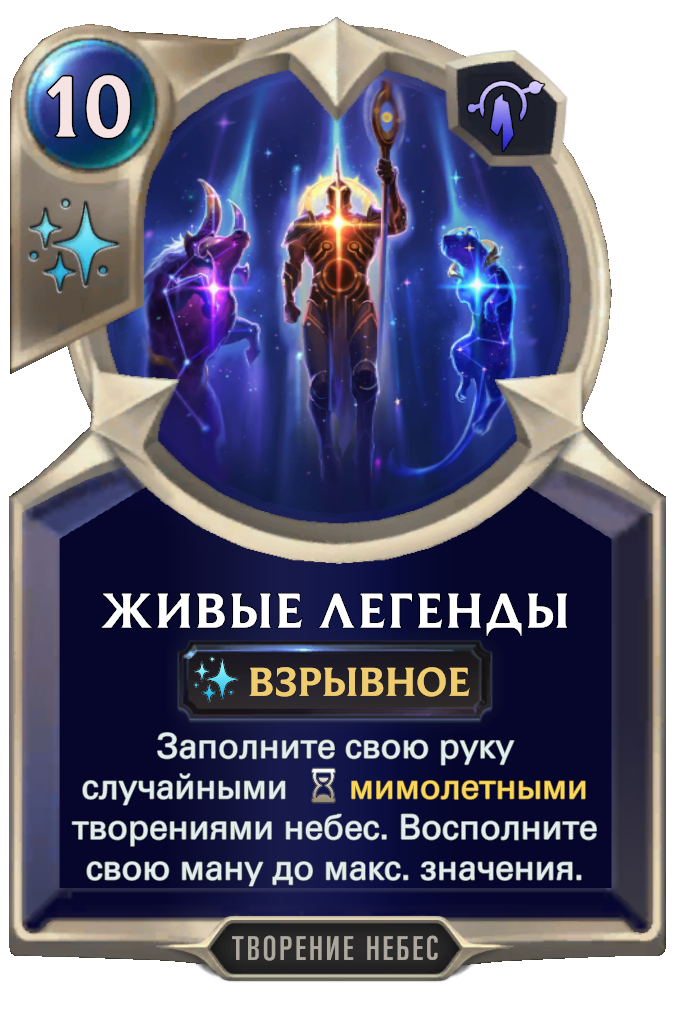 10
ЖИВЫЕ ЛЕГЕНДЫ
ВЗРЫВНОЕ
Заполните свою руку
случайными мимолетными
творениями небес. Восполните
свою ману до макс. значения.
ТВОРЕНИЕ НЕБЕС